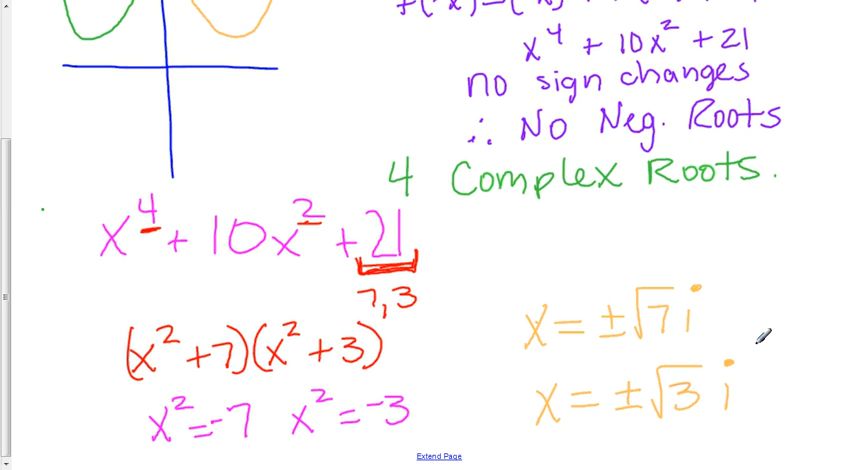 x⁴ + 10x² + 21
no sign changes
∴ No Neg. Roots
4 Complex Roots.
x⁴ + 10x² + 21
7,3
(x² + 7)(x² + 3)
x² = -7 x² = -3
x = ±√7 i
x = ±√3 i
Extend Page